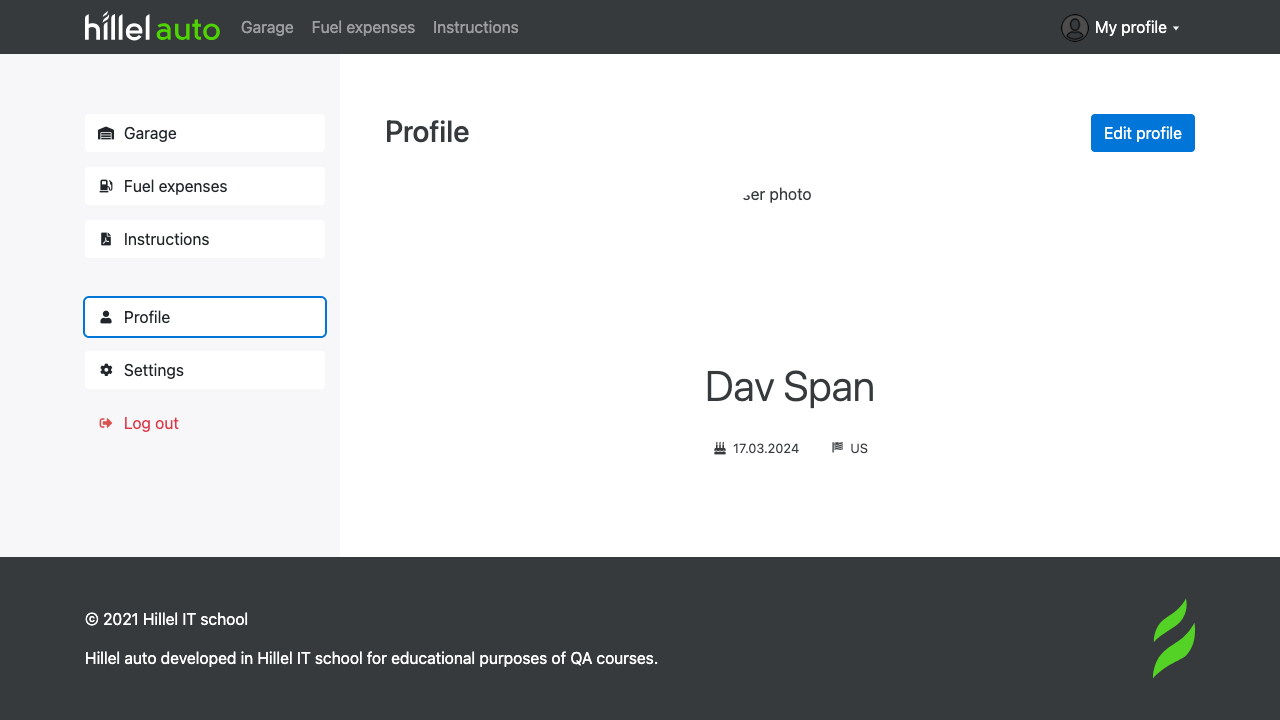 hillel auto
Garage
Fuel expenses
Instructions
My profile
Garage
Fuel expenses
Instructions
Profile
Settings
Log out
Profile
Edit profile
photo
Dav Span
17.03.2024
US
© 2021 Hillel IT school
Hillel auto developed in Hillel IT school for educational purposes of QA courses.